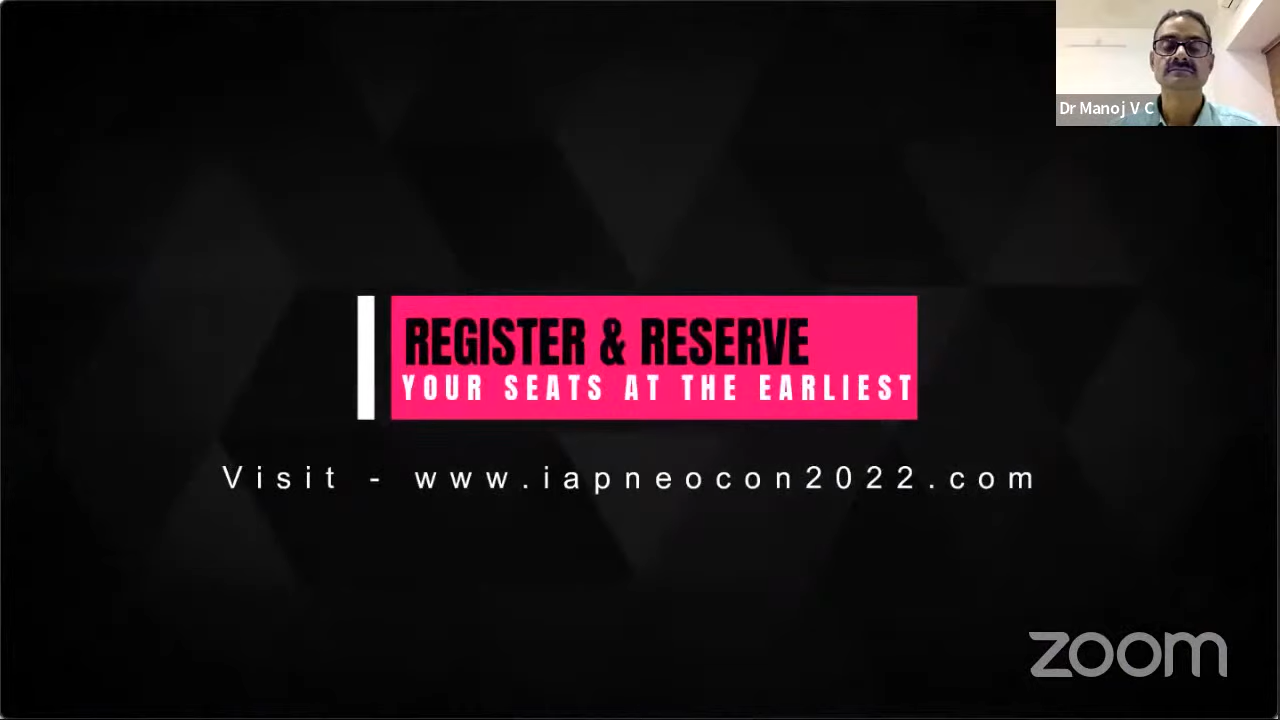 Dr Manoj V C
REGISTER & RESERVE
YOUR SEATS AT THE EARLIEST
Visit - www.iapneocon2022.com
zoom